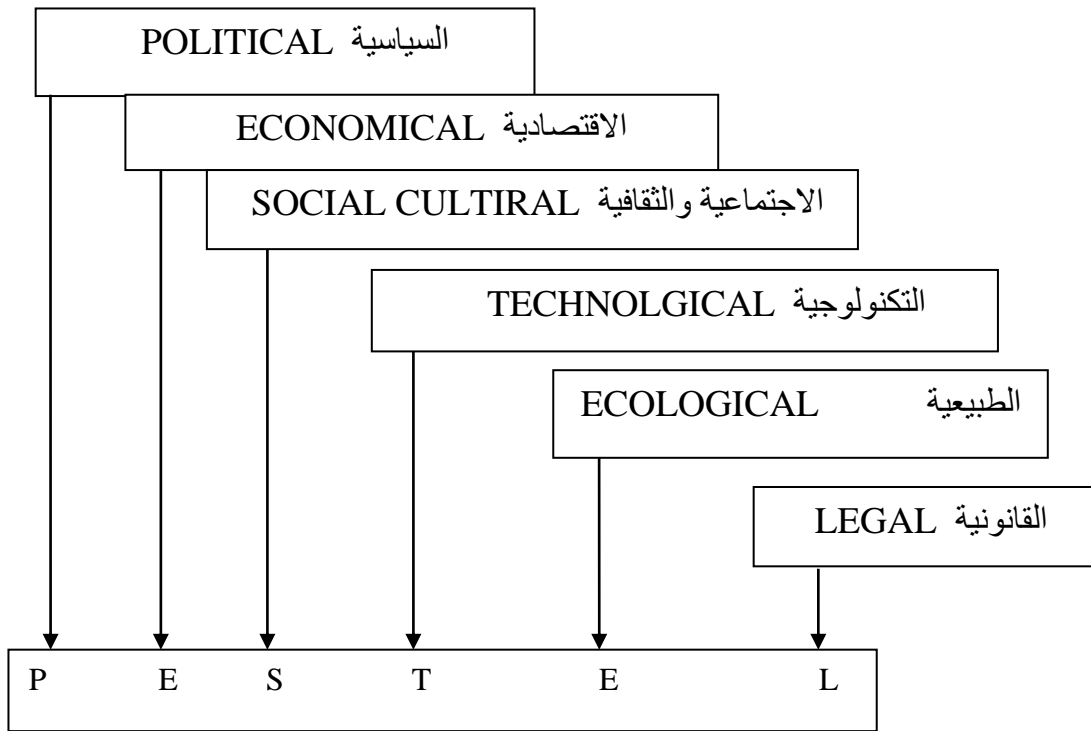 POLITICAL السياسية
ECONOMICAL الاقتصادية
SOCIAL CULTIRAL الاجتماعية والثقافية
TECHNOLGICAL التكنولوجية
ECOLOGICAL الطبيعية
LEGAL القانونية
P E S T E L